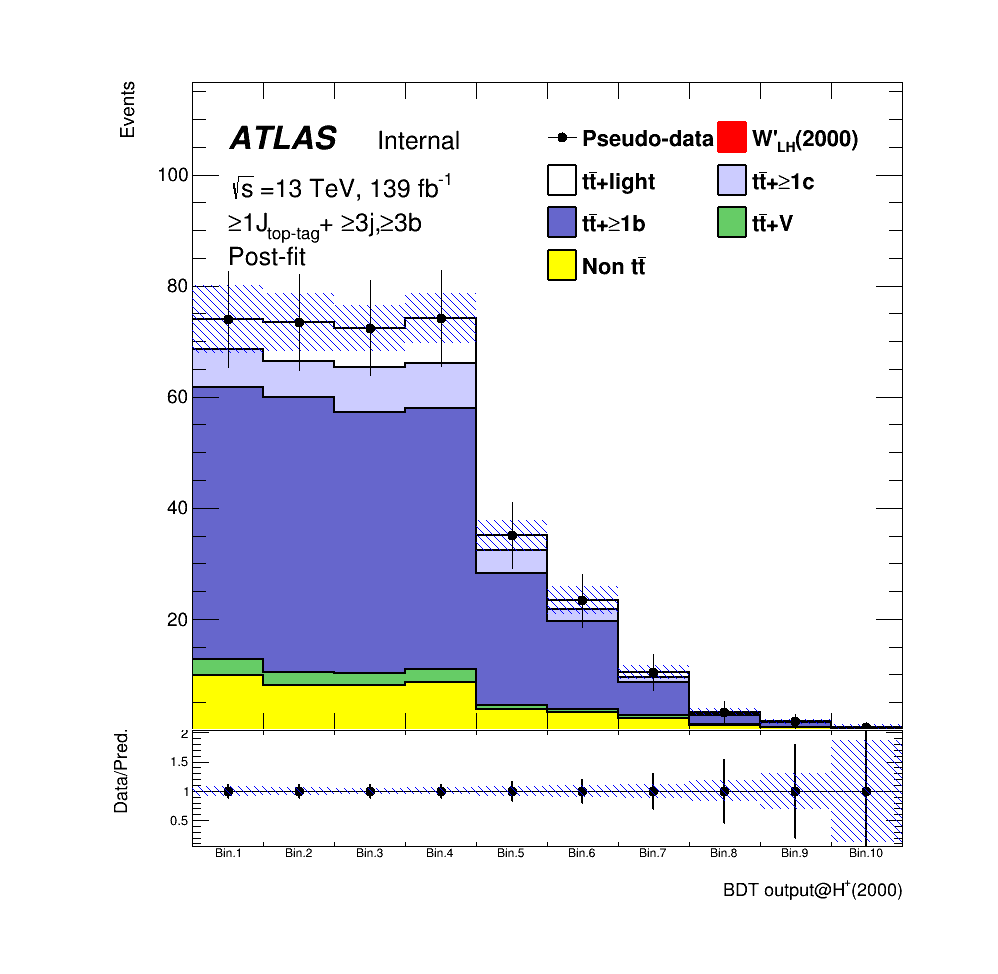 Events
ATLAS Internal
√s =13 TeV, 139 fb⁻¹
≥1J_top-tag+ ≥3j,≥3b
Post-fit
Pseudo-data
W'_LH(2000)
tt̄+light
tt̄+≥1c
tt̄+≥1b
tt̄+V
Non tt̄
100
80
60
40
20
Data/Pred.
2
1.5
1
0.5
Bin.1 Bin.2 Bin.3 Bin.4 Bin.5 Bin.6 Bin.7 Bin.8 Bin.9 Bin.10
BDT output@H⁺(2000)